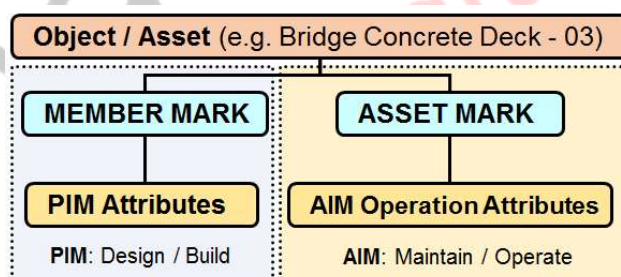 Object / Asset (e.g. Bridge Concrete Deck - 03)
MEMBER MARK
ASSET MARK
PIM Attributes
AIM Operation Attributes
PIM: Design / Build
AIM: Maintain / Operate